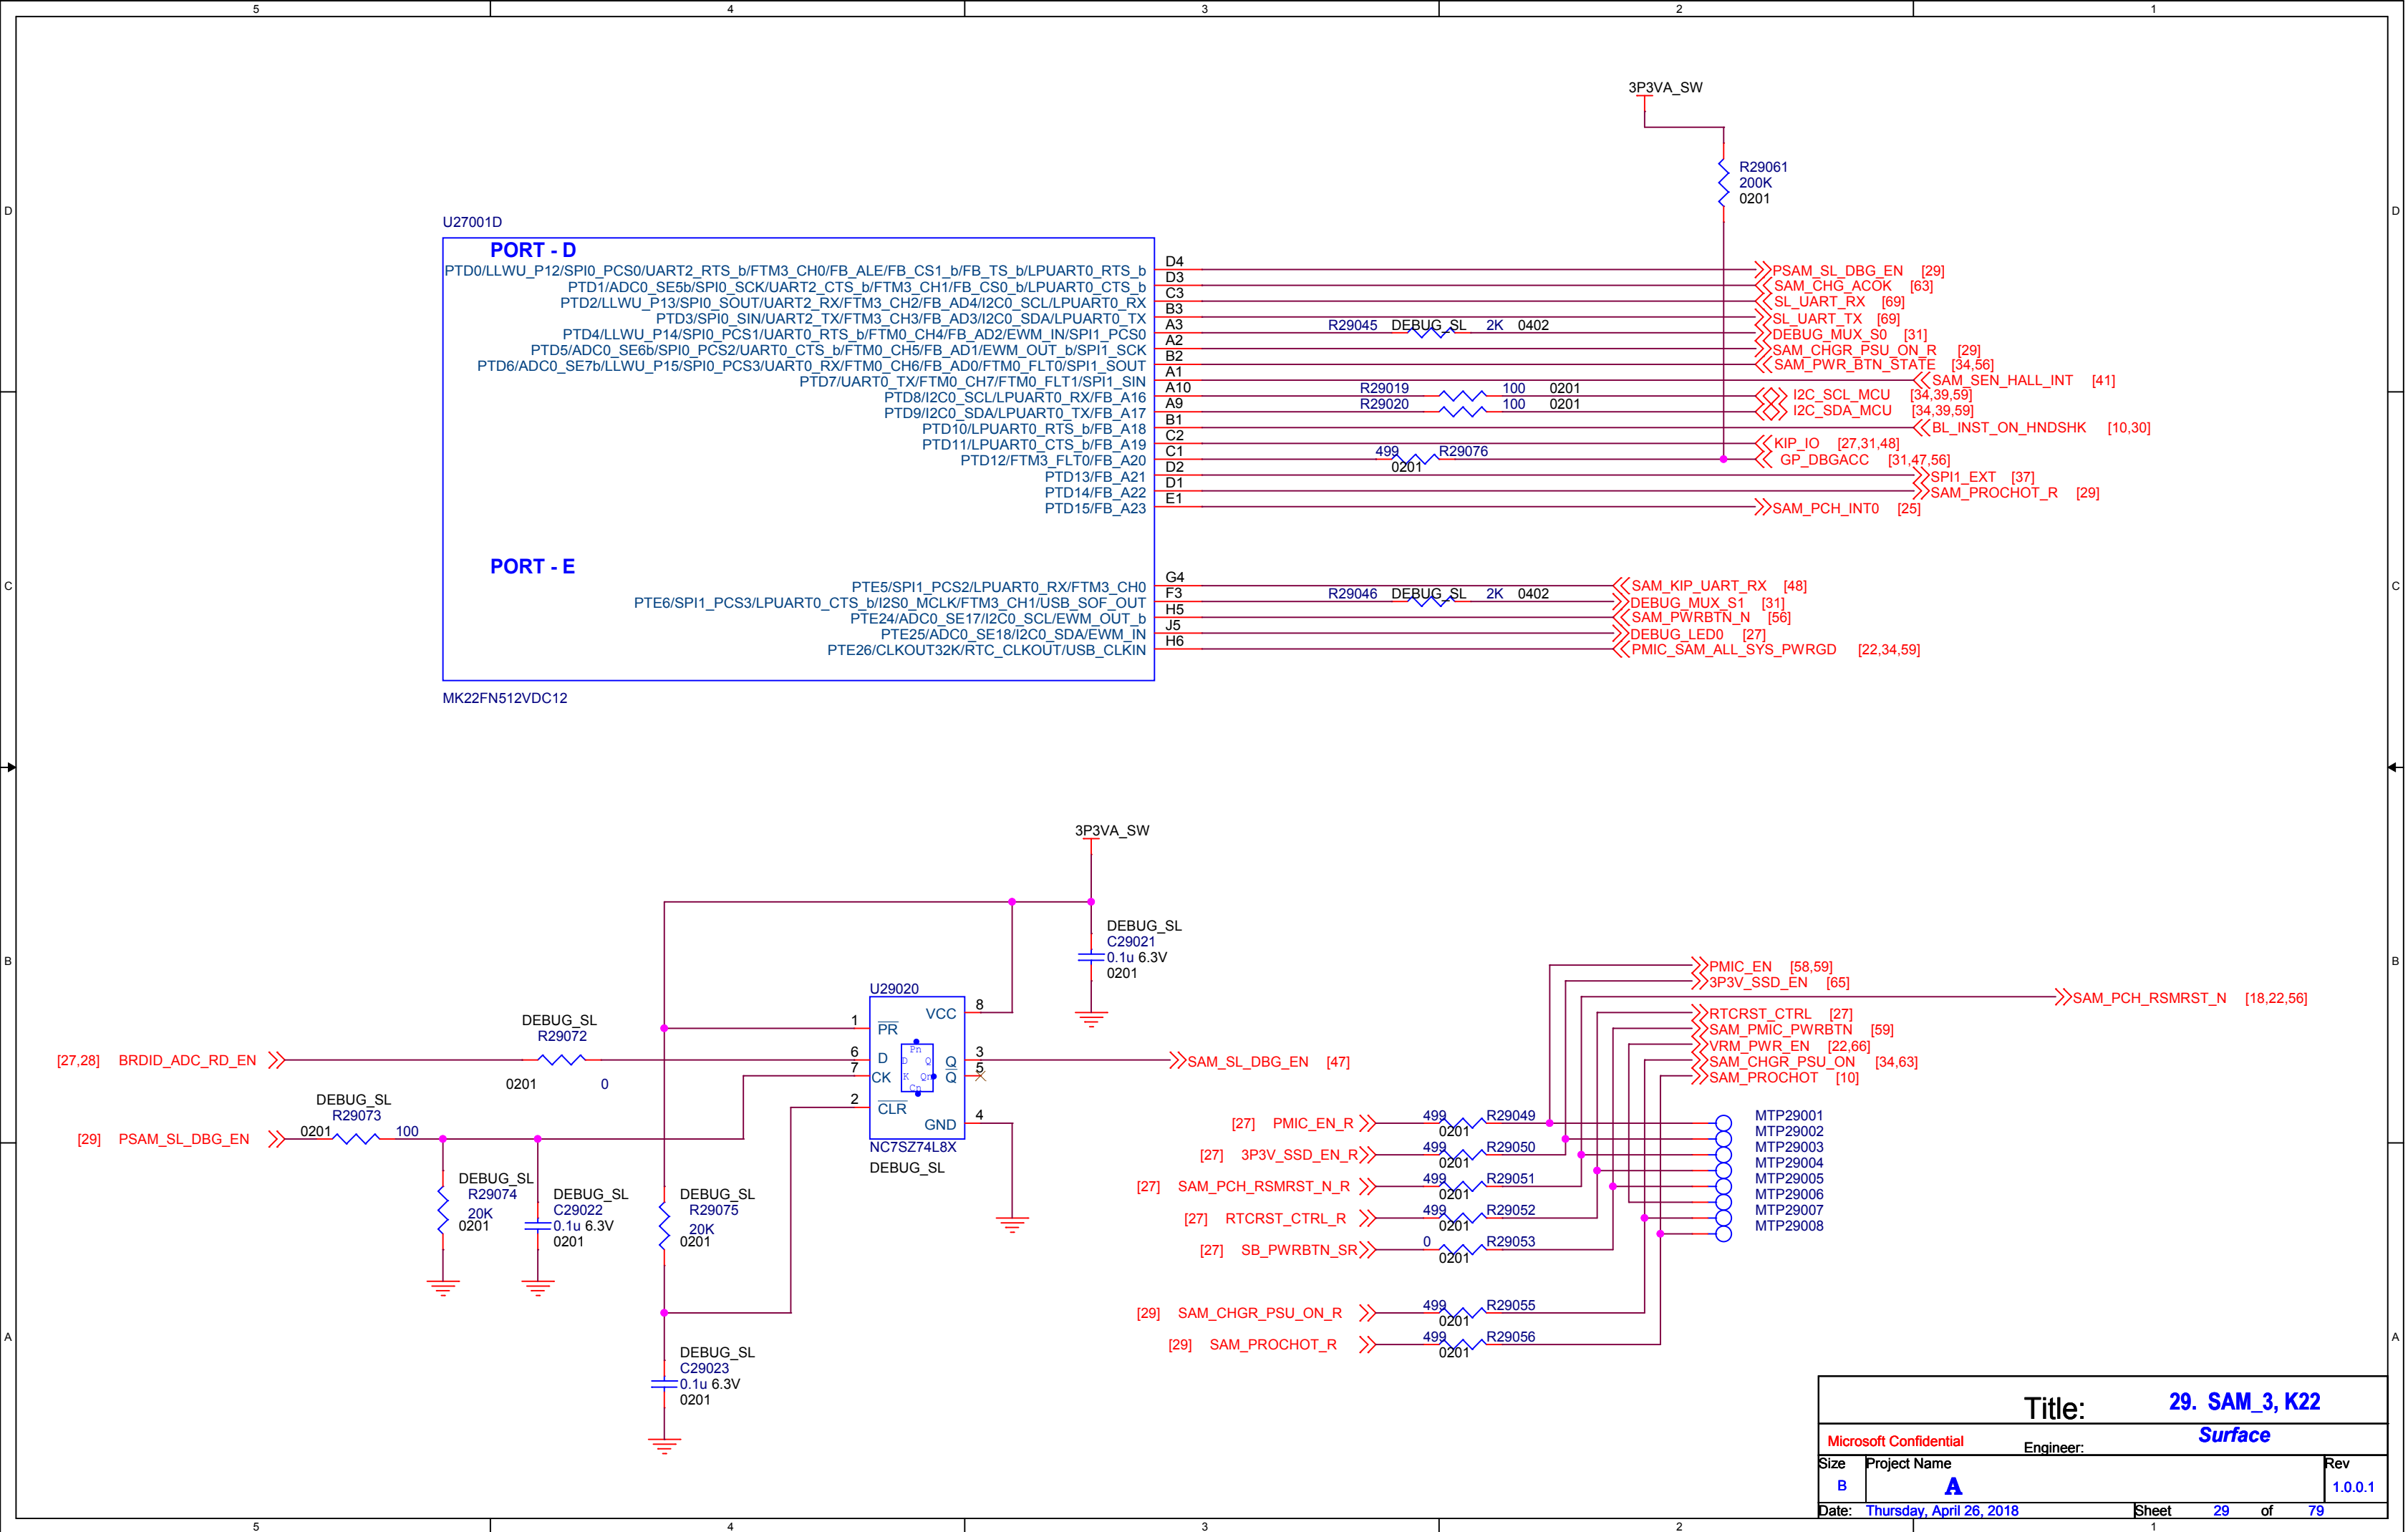 5 4 3 2 1
3P3VA_SW
R29061
200K
0201
D D
U27001D
PORT - D
PTD0/LLWU_P12/SPI0_PCS0/UART2_RTS_b/FTM3_CH0/FB_ALE/FB_CS1_b/FB_TS_b/LPUART0_RTS_b D4 PSAM_SL_DBG_EN [29]
PTD1/ADC0_SE5b/SPI0_SCK/UART2_CTS_b/FTM3_CH1/FB_CS0_b/LPUART0_CTS_b D3 SAM_CHG_ACOK [63]
PTD2/LLWU_P13/SPI0_SOUT/UART2_RX/FTM3_CH2/FB_AD4/I2C0_SCL/LPUART0_RX C3 SL_UART_RX [69]
PTD3/SPI0_SIN/UART2_TX/FTM3_CH3/FB_AD3/I2C0_SDA/LPUART0_TX B3 SL_UART_TX [69]
PTD4/LLWU_P14/SPI0_PCS1/UART0_RTS_b/FTM0_CH4/FB_AD2/EWM_IN/SPI1_PCS0 A3 R29045 DEBUG_SL 2K 0402 DEBUG_MUX_S0 [31]
PTD5/ADC0_SE6b/SPI0_PCS2/UART0_CTS_b/FTM0_CH5/FB_AD1/EWM_OUT_b/SPI1_SCK A2 SAM_CHGR_PSU_ON_R [29]
PTD6/ADC0_SE7b/LLWU_P15/SPI0_PCS3/UART0_RX/FTM0_CH6/FB_AD0/FTM0_FLT0/SPI1_SOUT B2 SAM_PWR_BTN_STATE [34,56]
PTD7/UART0_TX/FTM0_CH7/FTM0_FLT1/SPI1_SIN A1 SAM_SEN_HALL_INT [41]
PTD8/I2C0_SCL/LPUART0_RX/FB_A16 A10 R29019 100 0201 I2C_SCL_MCU [34,39,59]
PTD9/I2C0_SDA/LPUART0_TX/FB_A17 A9 R29020 100 0201 I2C_SDA_MCU [34,39,59]
PTD10/LPUART0_RTS_b/FB_A18 B1 BL_INST_ON_HNDSHK [10,30]
PTD11/LPUART0_CTS_b/FB_A19 C2 KIP_IO [27,31,48]
PTD12/FTM3_FLT0/FB_A20 C1 499 R29076 0201 GP_DBGACC [31,47,56]
PTD13/FB_A21 D2 SPI1_EXT [37]
PTD14/FB_A22 D1 SAM_PROCHOT_R [29]
PTD15/FB_A23 E1 SAM_PCH_INT0 [25]
PORT - E
C C
PTE5/SPI1_PCS2/LPUART0_RX/FTM3_CH0 G4 SAM_KIP_UART_RX [48]
PTE6/SPI1_PCS3/LPUART0_CTS_b/I2S0_MCLK/FTM3_CH1/USB_SOF_OUT F3 R29046 DEBUG_SL 2K 0402 DEBUG_MUX_S1 [31]
PTE24/ADC0_SE17/I2C0_SCL/EWM_OUT_b H5 SAM_PWRBTN_N [56]
PTE25/ADC0_SE18/I2C0_SDA/EWM_IN J5 DEBUG_LED0 [27]
PTE26/CLKOUT32K/RTC_CLKOUT/USB_CLKIN H6 PMIC_SAM_ALL_SYS_PWRGD [22,34,59]
MK22FN512VDC12
3P3VA_SW
DEBUG_SL
C29021
0.1u 6.3V
0201
B B
U29020
1 PR VCC 8
6 D Q 3
7 CK Q 5
2 CLR GND 4
Pn
D Q
K Qn
Cn
NC7SZ74L8X
DEBUG_SL
SAM_SL_DBG_EN [47]
DEBUG_SL
R29072
[27,28] BRDID_ADC_RD_EN
0201 0
DEBUG_SL
R29073
[29] PSAM_SL_DBG_EN 0201 100
DEBUG_SL
R29074
20K
0201
DEBUG_SL
C29022
0.1u 6.3V
0201
DEBUG_SL
R29075
20K
0201
DEBUG_SL
C29023
0.1u 6.3V
0201
PMIC_EN [58,59]
3P3V_SSD_EN [65]
SAM_PCH_RSMRST_N [18,22,56]
RTCRST_CTRL [27]
SAM_PMIC_PWRBTN [59]
VRM_PWR_EN [22,66]
SAM_CHGR_PSU_ON [34,63]
SAM_PROCHOT [10]
[27] PMIC_EN_R 499 R29049 0201
[27] 3P3V_SSD_EN_R 499 R29050 0201
[27] SAM_PCH_RSMRST_N_R 499 R29051 0201
[27] RTCRST_CTRL_R 499 R29052 0201
[27] SB_PWRBTN_SR 0 R29053 0201
[29] SAM_CHGR_PSU_ON_R 499 R29055 0201
[29] SAM_PROCHOT_R 499 R29056 0201
MTP29001
MTP29002
MTP29003
MTP29004
MTP29005
MTP29006
MTP29007
MTP29008
A A
Title: 29. SAM_3, K22
Microsoft Confidential Engineer: Surface
Size Project Name Rev
B A 1.0.0.1
Date: Thursday, April 26, 2018 Sheet 29 of 79
5 4 3 2 1